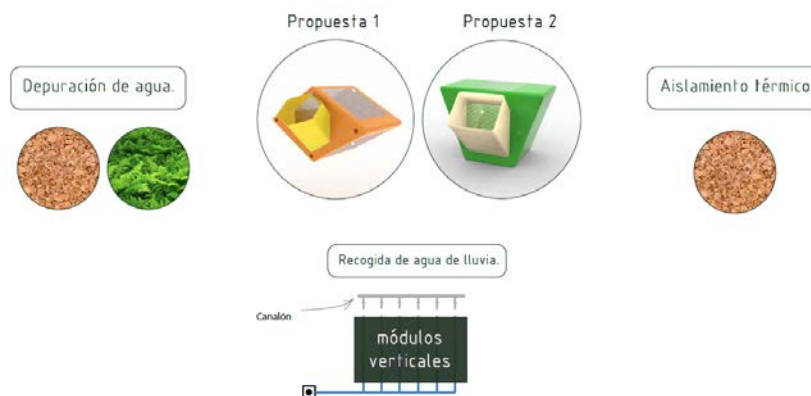 Propuesta 1
Propuesta 2
Depuración de agua.
Aislamiento térmico.
Recogida de agua de lluvia.
Canalón
módulos
verticales